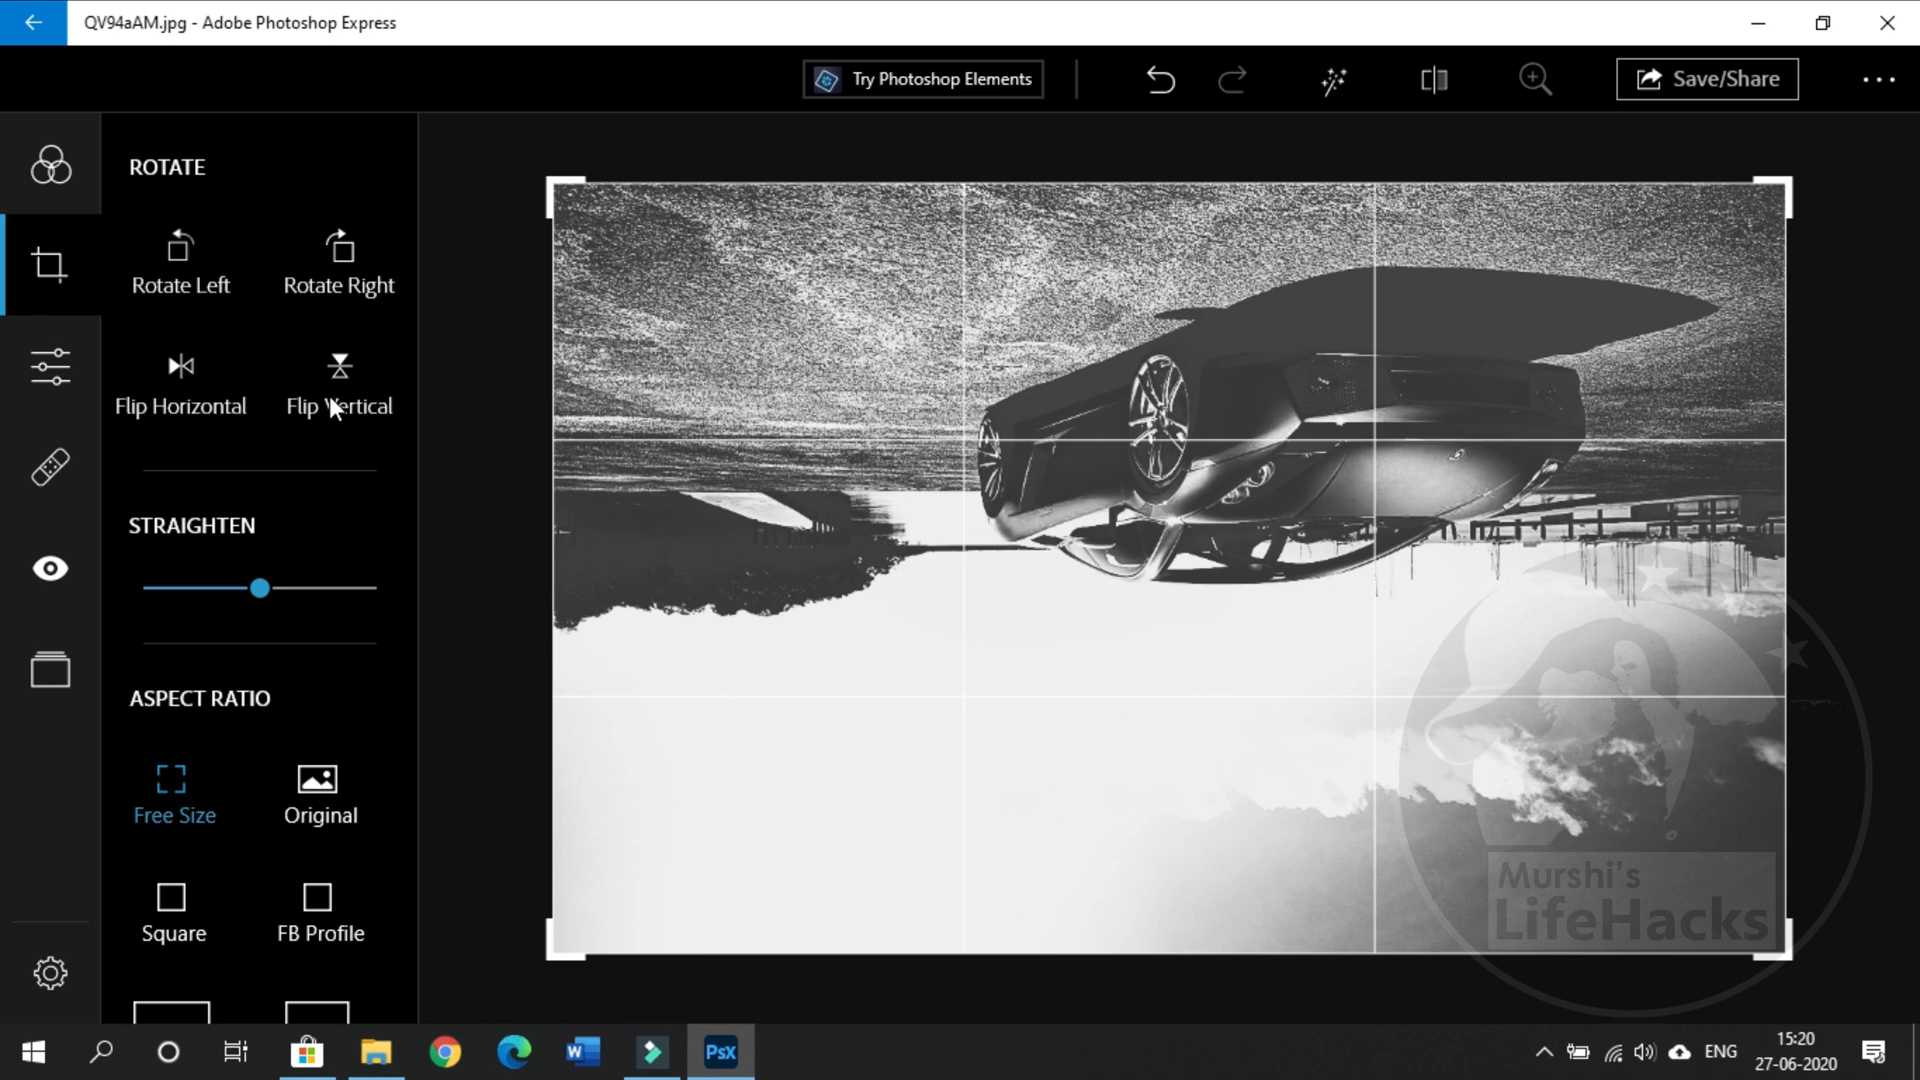 QV94aAM.jpg - Adobe Photoshop Express
Try Photoshop Elements
Save/Share
ROTATE
Rotate Left
Rotate Right
Flip Horizontal
Flip Vertical
STRAIGHTEN
ASPECT RATIO
Free Size
Original
Square
FB Profile
Murshi's
LifeHacks
W
PsX
ENG
15:20
27-06-2020